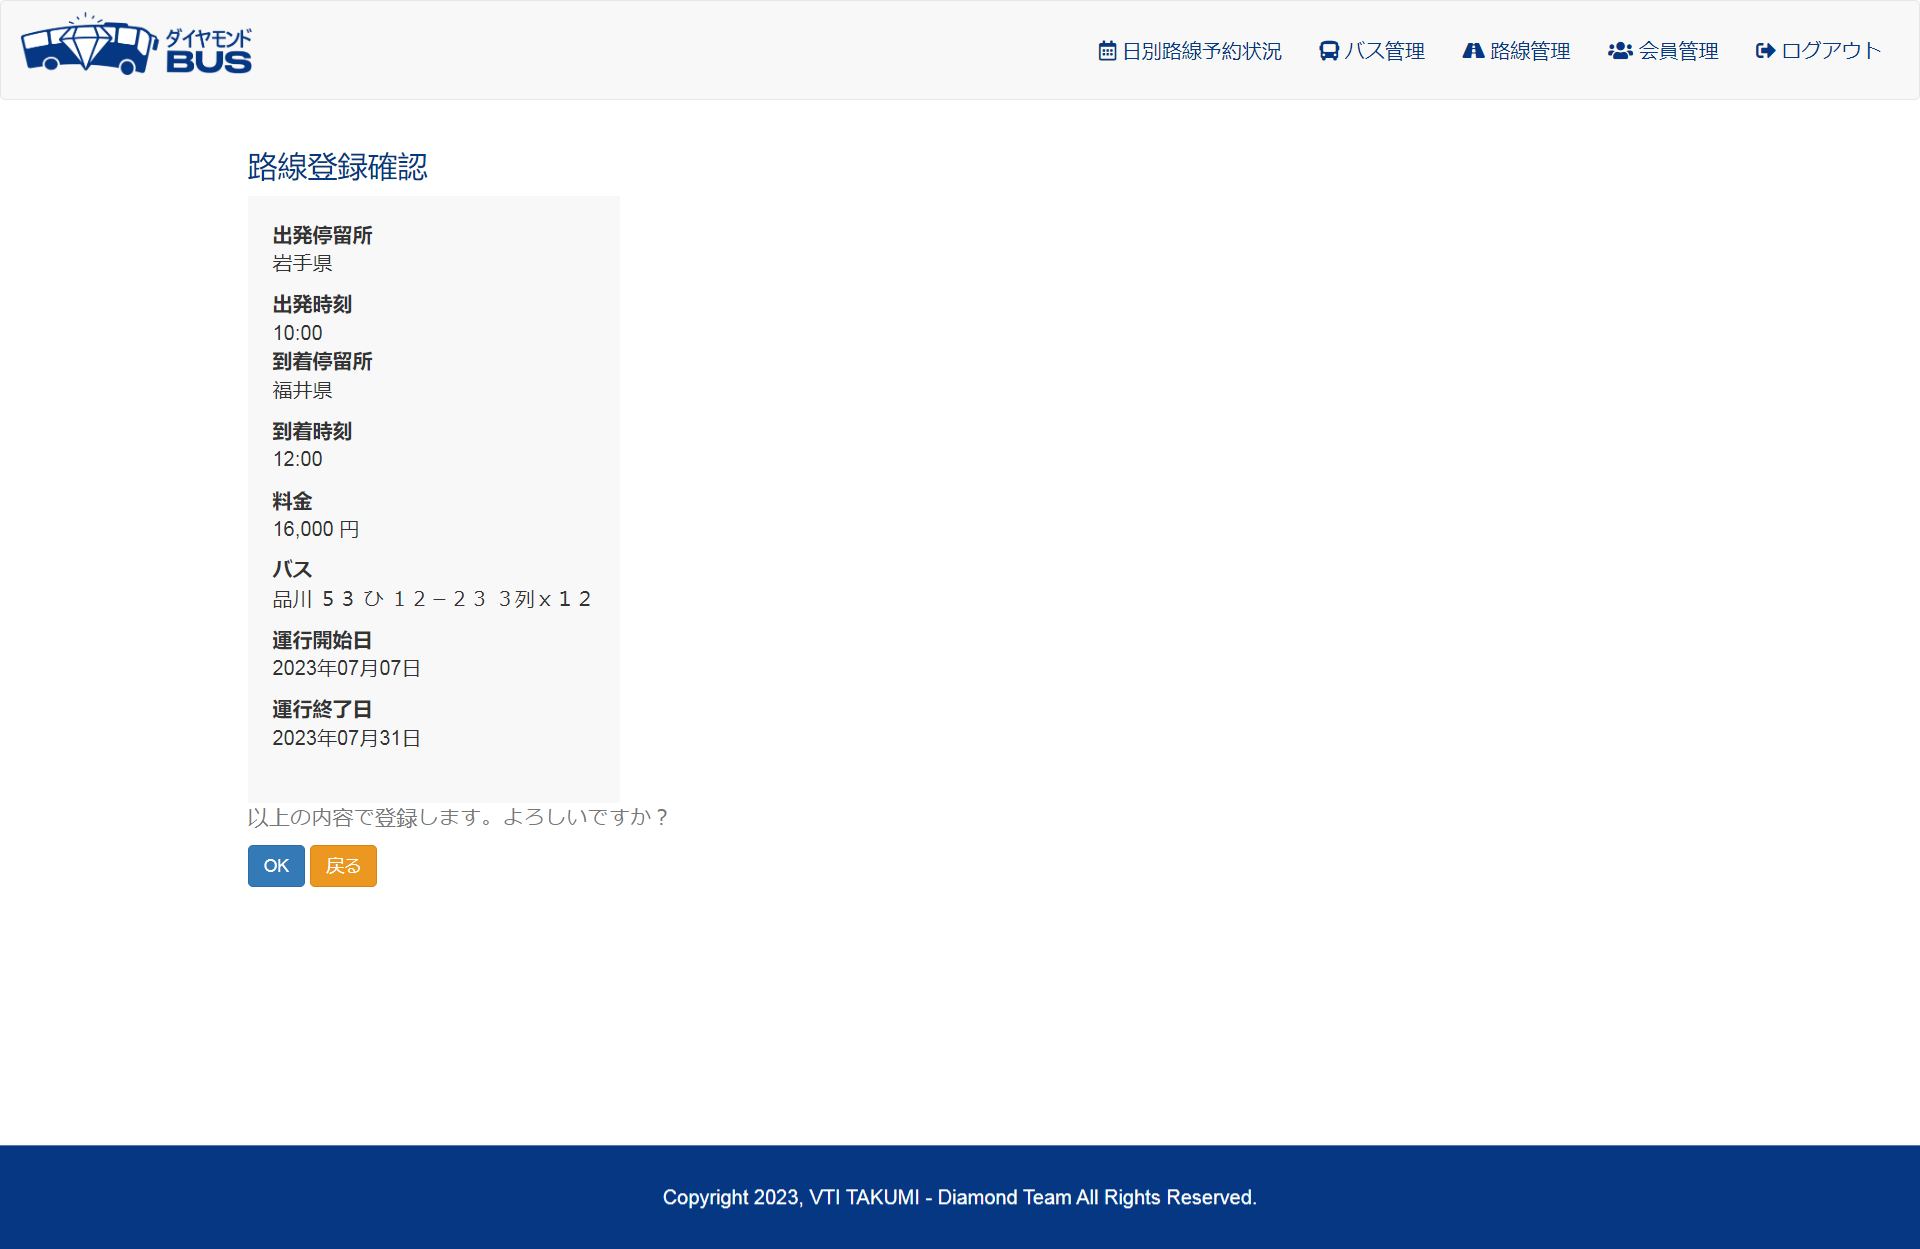 ダイヤモンド
BUS
日別路線予約状況 バス管理 路線管理 会員管理 ログアウト
路線登録確認
出発停留所
岩手県
出発時刻
10:00
到着停留所
福井県
到着時刻
12:00
料金
16,000 円
バス
品川 ５３ ひ １２－２３ ３列ｘ１２
運行開始日
2023年07月07日
運行終了日
2023年07月31日
以上の内容で登録します。よろしいですか？
OK 戻る
Copyright 2023, VTI TAKUMI - Diamond Team All Rights Reserved.